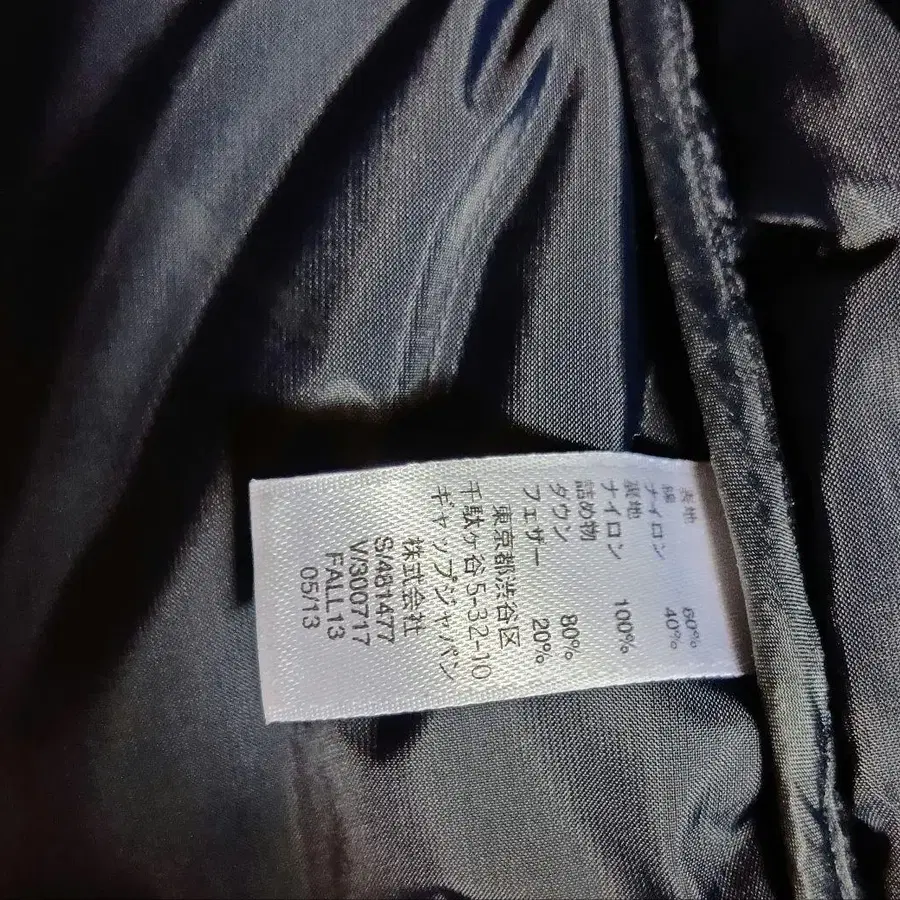 表地
綿 60%
ナイロン 40%
裏地
ナイロン 100%
詰め物
ダウン 80%
フェザー 20%
東京都渋谷区
千駄ケ谷5-32-10
ギャップジャパン
株式会社
S/481477
V/300717
FALL13
05/13